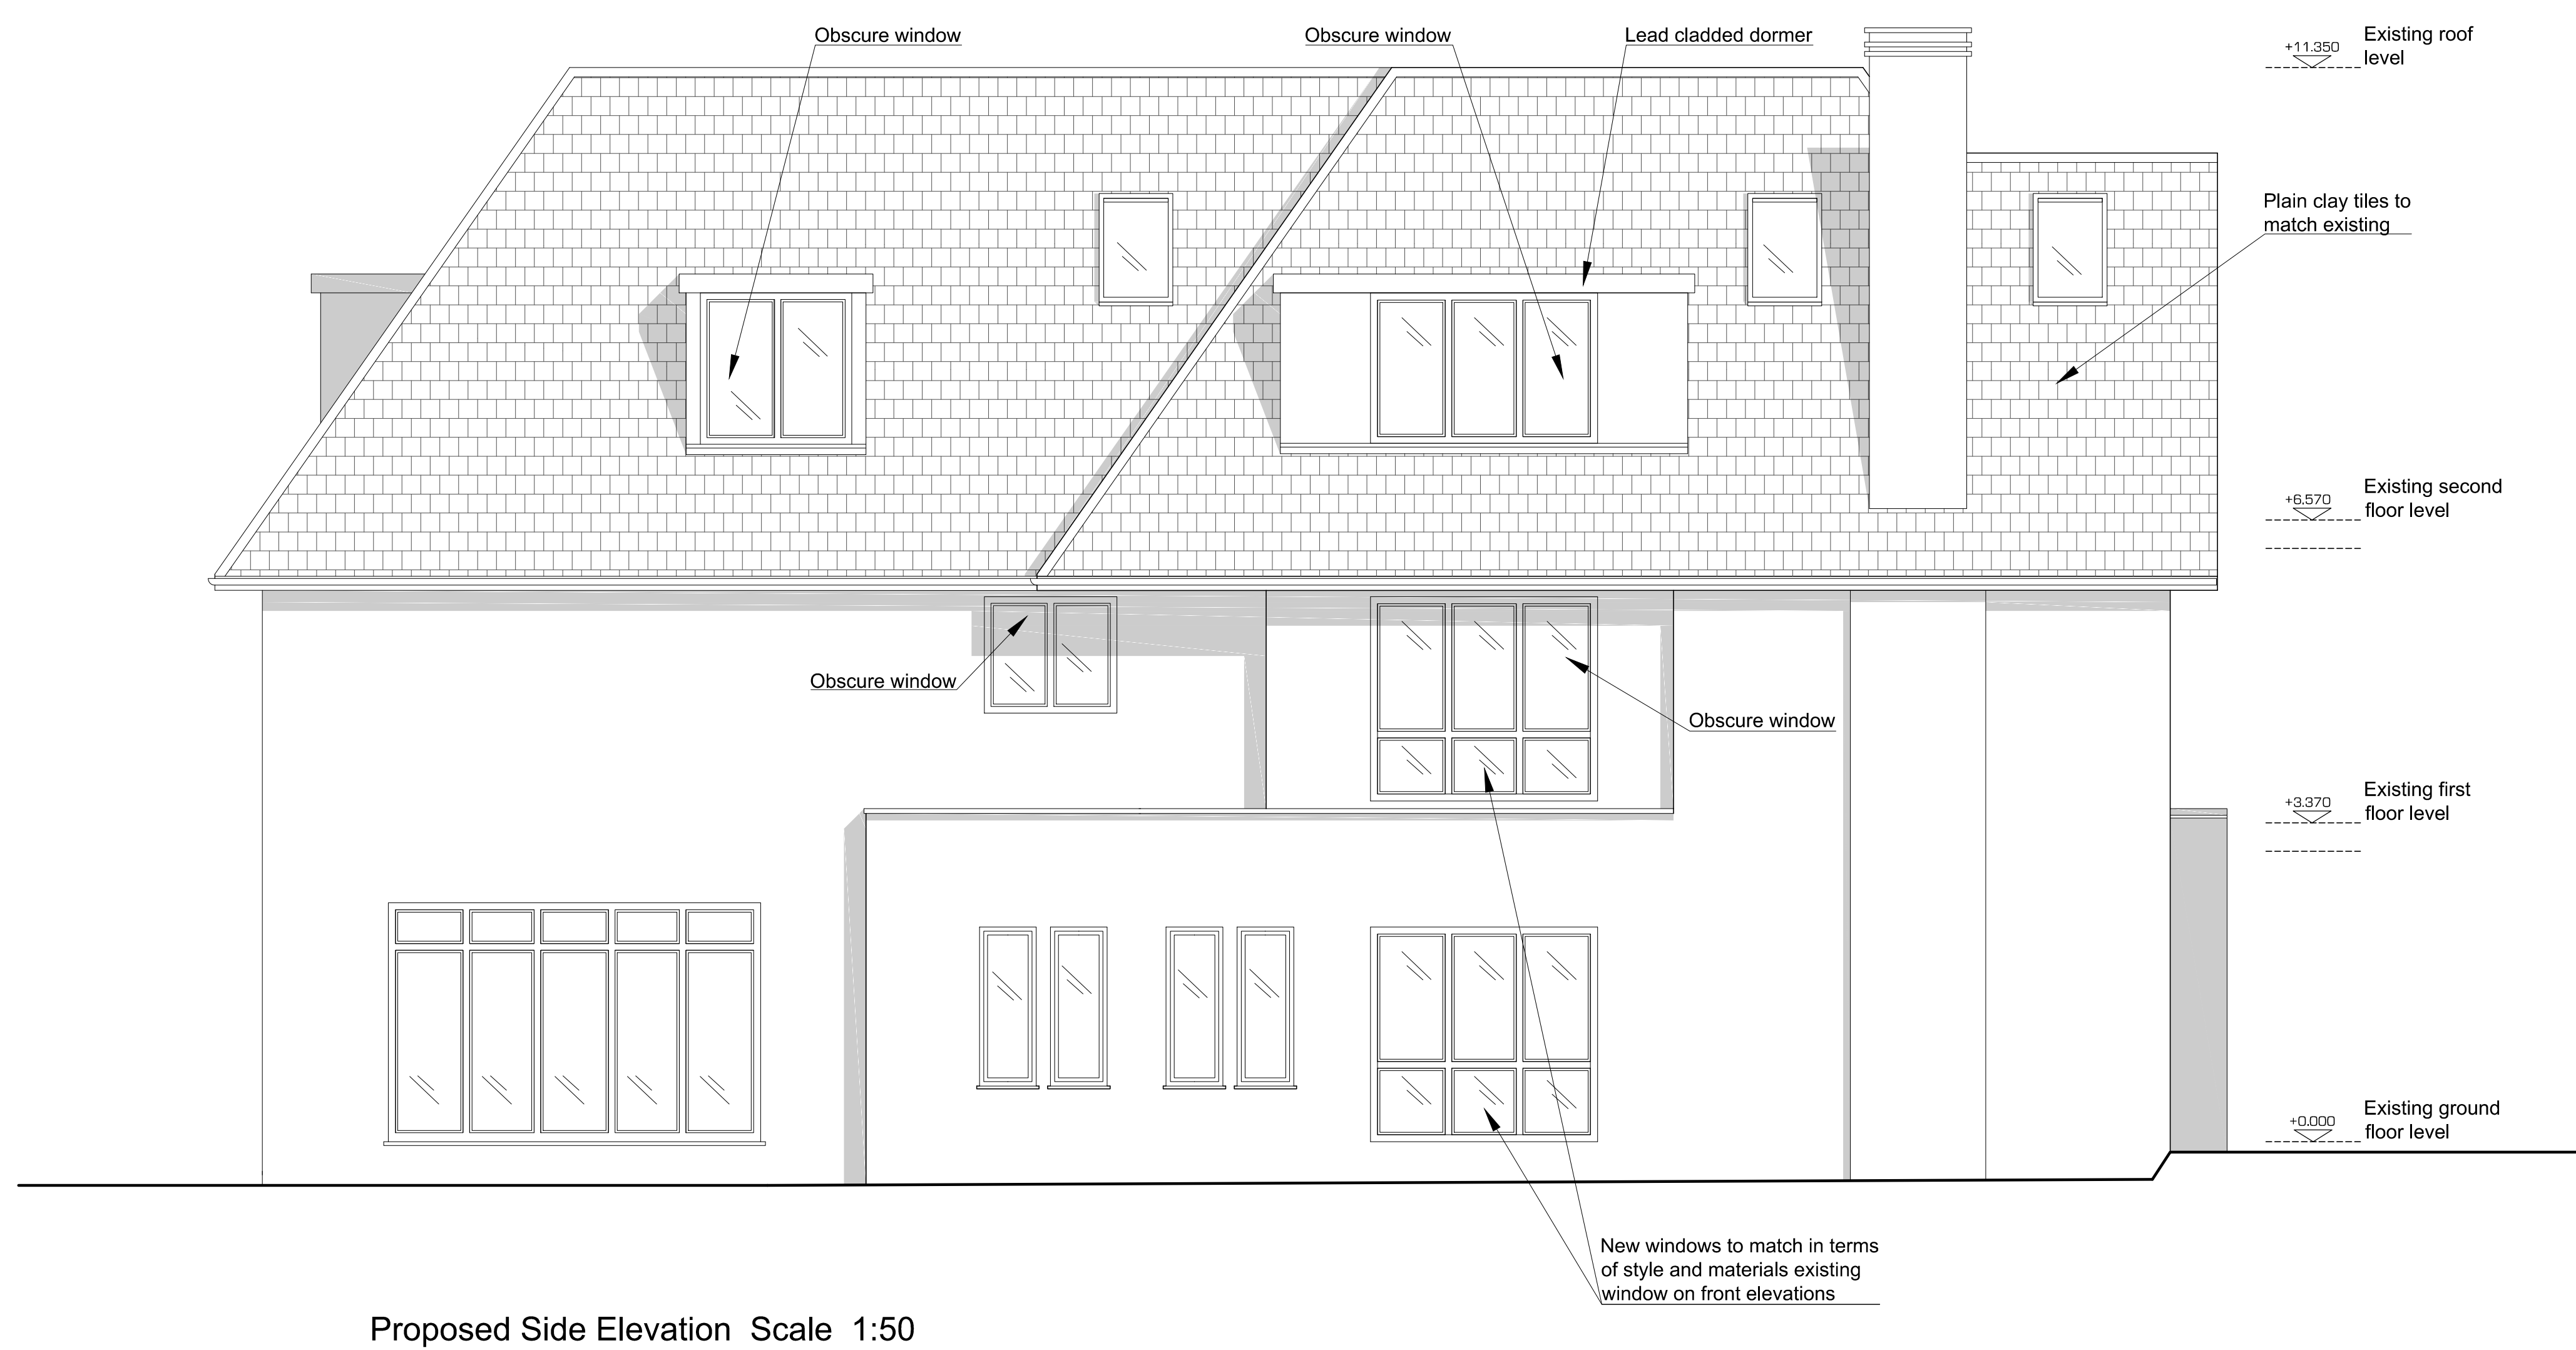 Obscure window
Obscure window
Lead cladded dormer
+11.350
Existing roof
level
Plain clay tiles to
match existing
+6.570
Existing second
floor level
Obscure window
Obscure window
+3.370
Existing first
floor level
+0.000
Existing ground
floor level
New windows to match in terms
of style and materials existing
window on front elevations
Proposed Side Elevation Scale 1:50